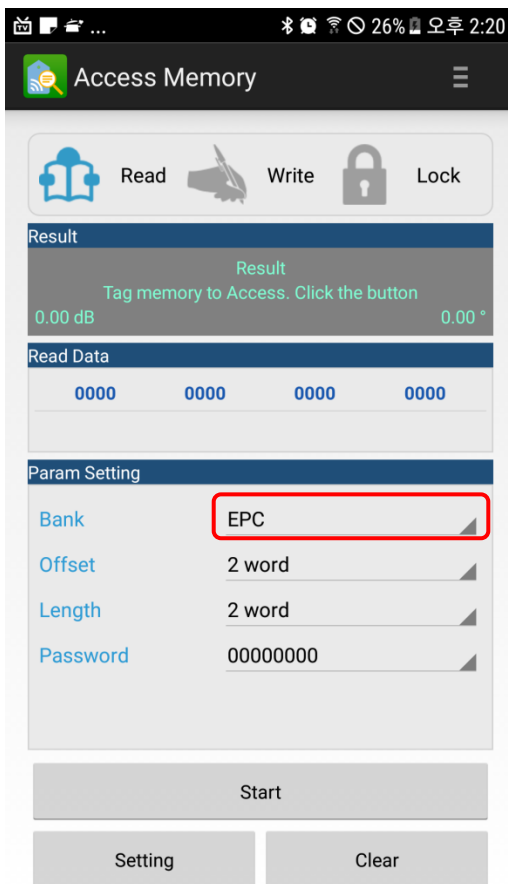 ... 26% 오후 2:20
Access Memory
Read Write Lock
Result
Result
Tag memory to Access. Click the button
0.00 dB 0.00 °
Read Data
0000 0000 0000 0000
Param Setting
Bank EPC
Offset 2 word
Length 2 word
Password 00000000
Start
Setting Clear